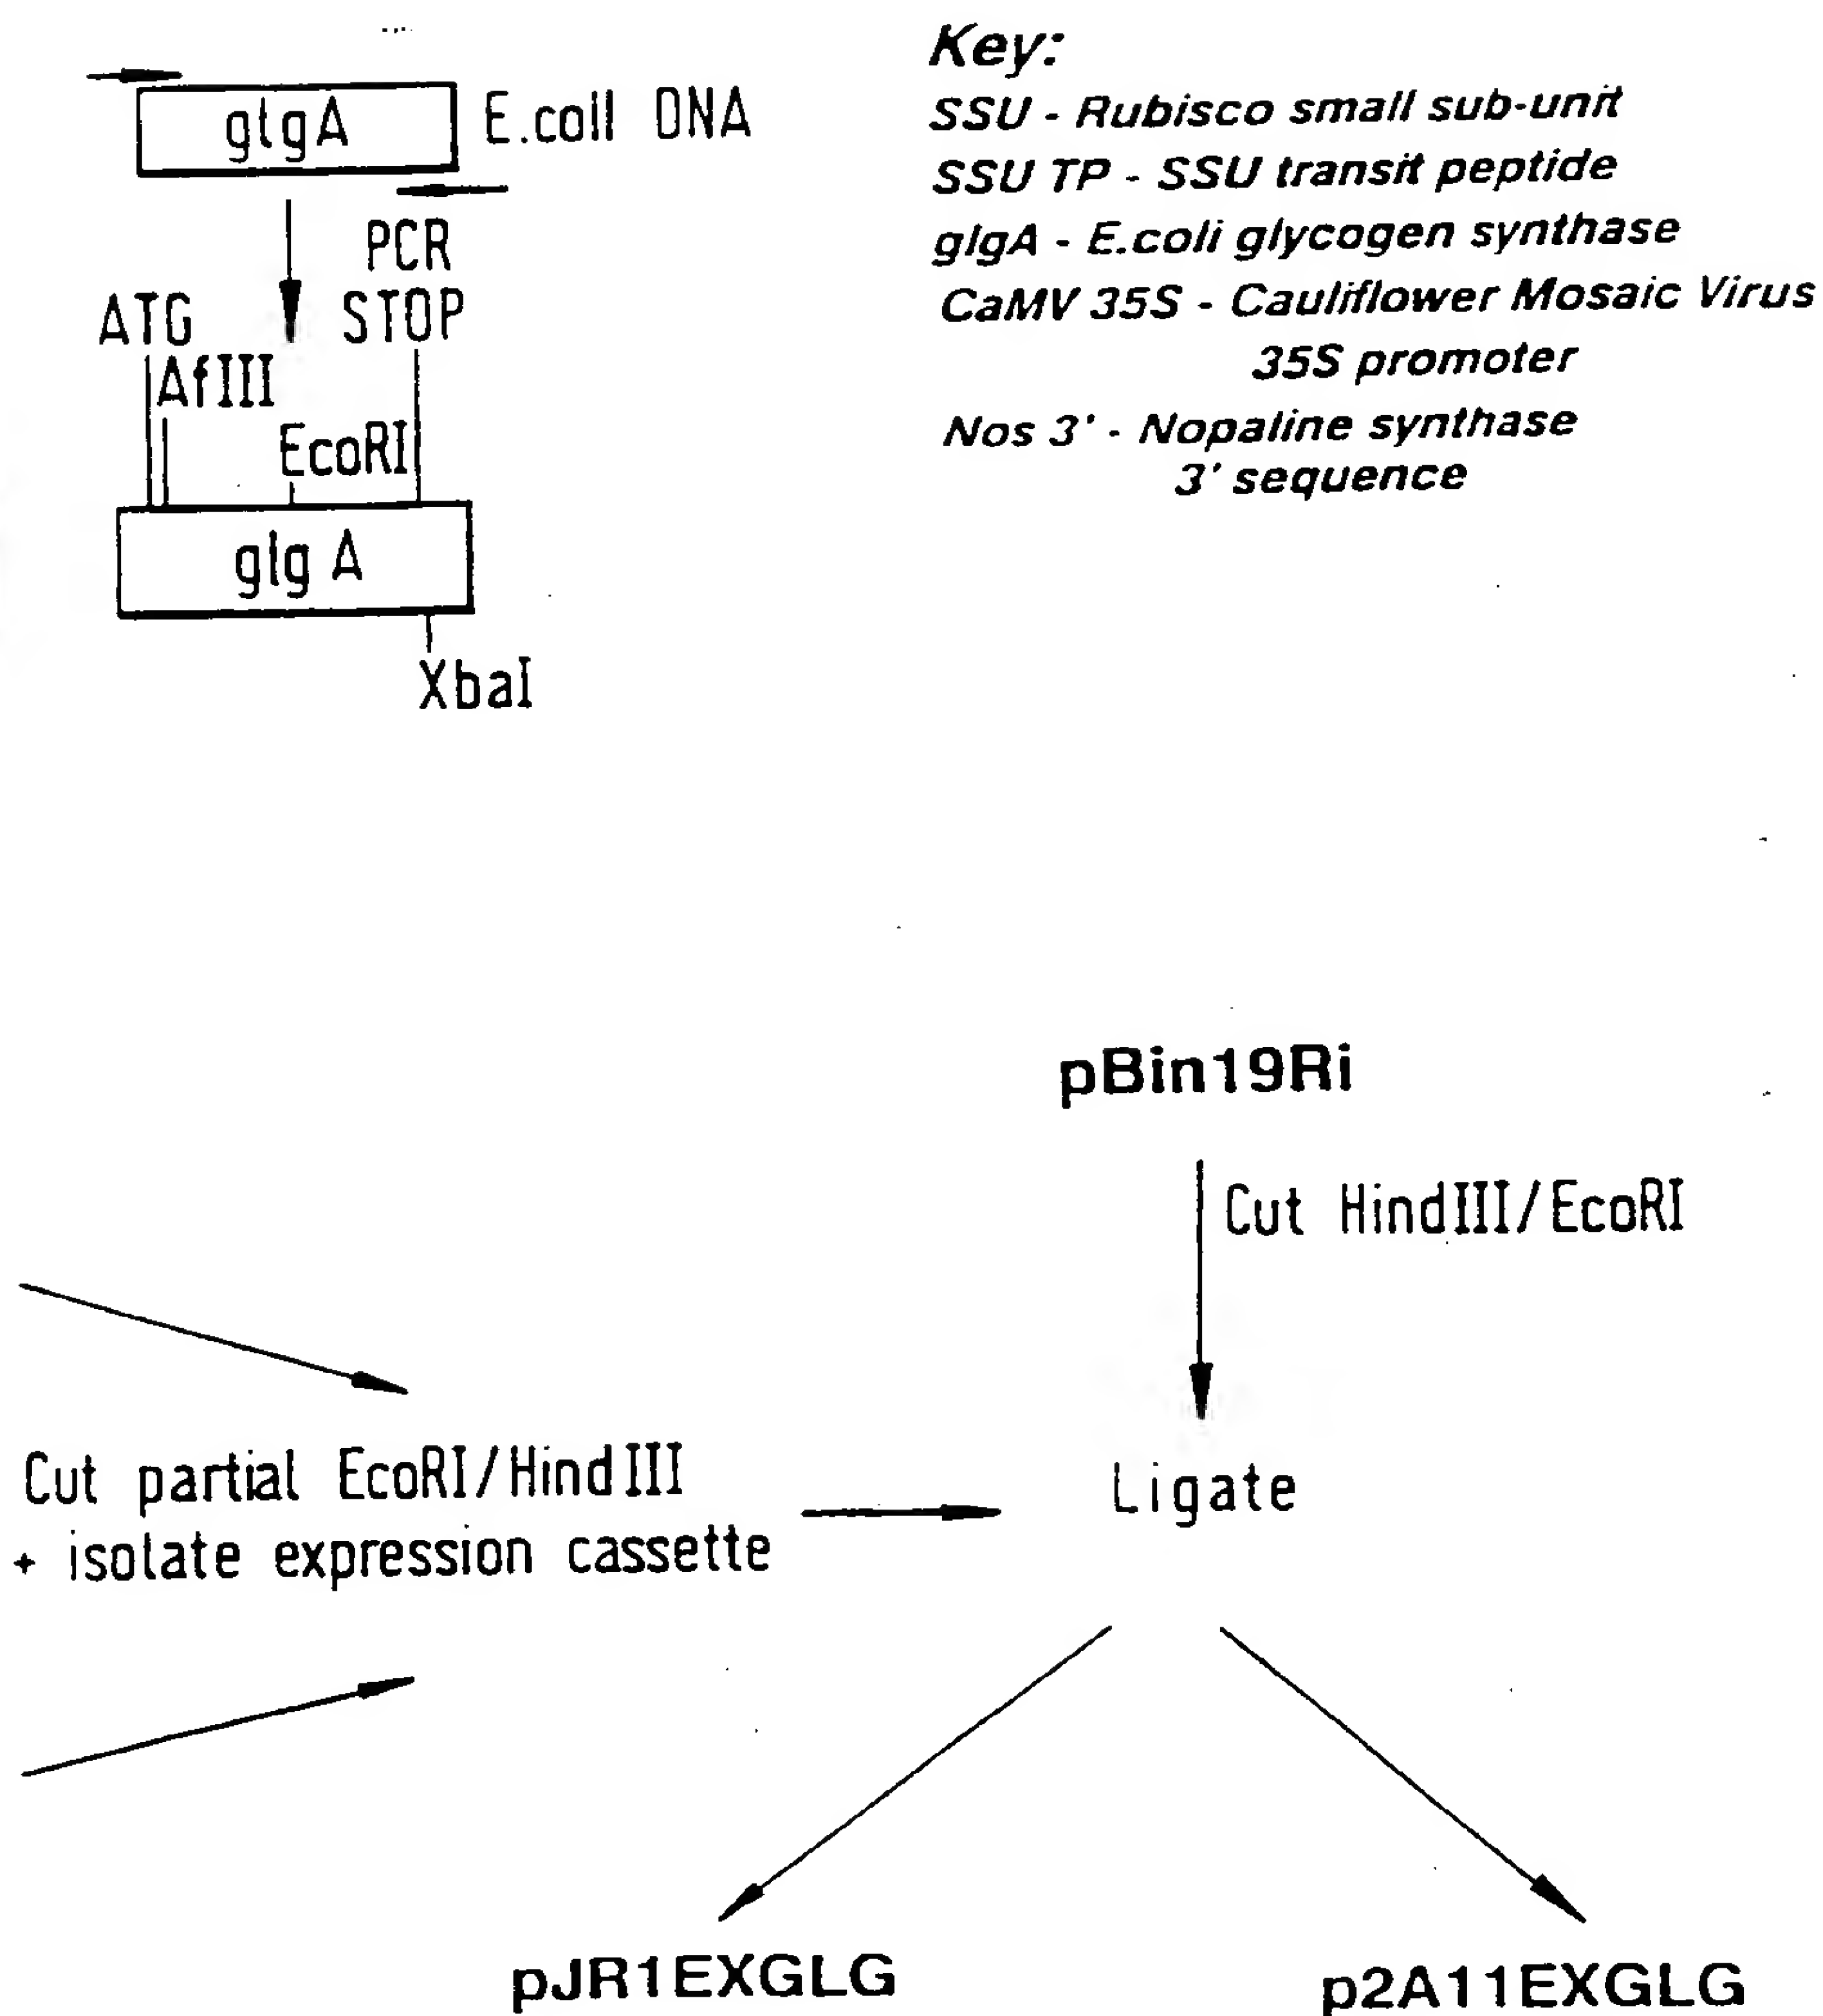 glgA E.coli DNA
PCR
ATG STOP
AflII
EcoRI
glg A
XbaI
Key:
SSU - Rubisco small sub-unit
SSU TP - SSU transit peptide
glgA - E.coli glycogen synthase
CaMV 35S - Cauliflower Mosaic Virus
35S promoter
Nos 3' - Nopaline synthase
3' sequence
pBin19Ri
Cut HindIII/EcoRI
Cut partial EcoRI/HindIII
+ isolate expression cassette
Ligate
pJR1EXGLG
p2A11EXGLG